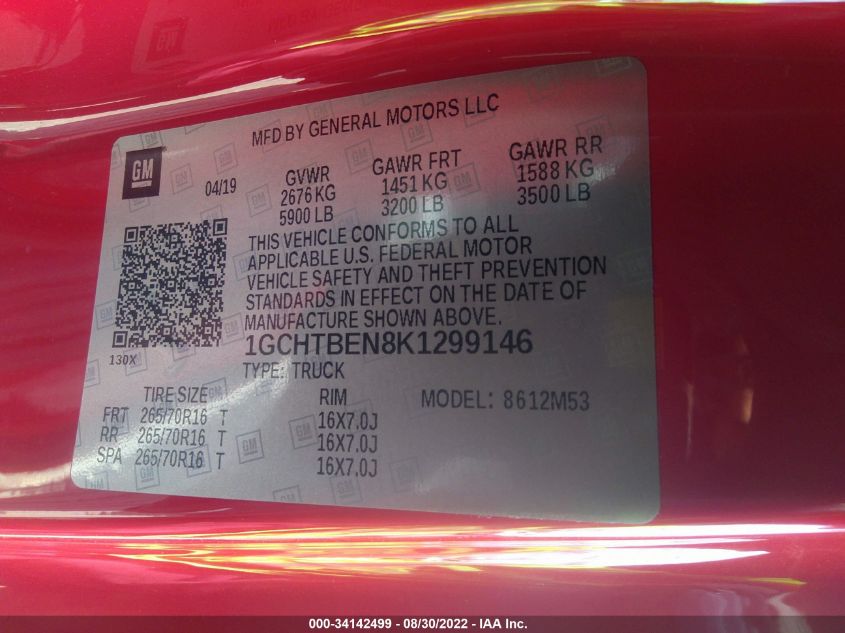 MFD BY GENERAL MOTORS LLC
GM
04/19
GVWR GAWR FRT GAWR RR
2676 KG 1451 KG 1588 KG
5900 LB 3200 LB 3500 LB
THIS VEHICLE CONFORMS TO ALL
APPLICABLE U.S. FEDERAL MOTOR
VEHICLE SAFETY AND THEFT PREVENTION
STANDARDS IN EFFECT ON THE DATE OF
MANUFACTURE SHOWN ABOVE.
130X
1GCHTBEN8K1299146
TYPE: TRUCK
TIRE SIZE RIM MODEL: 8612M53
FRT 265/70R16 T 16X7.0J
RR 265/70R16 T 16X7.0J
SPA 265/70R16 T 16X7.0J
000-34142499 - 08/30/2022 - IAA Inc.